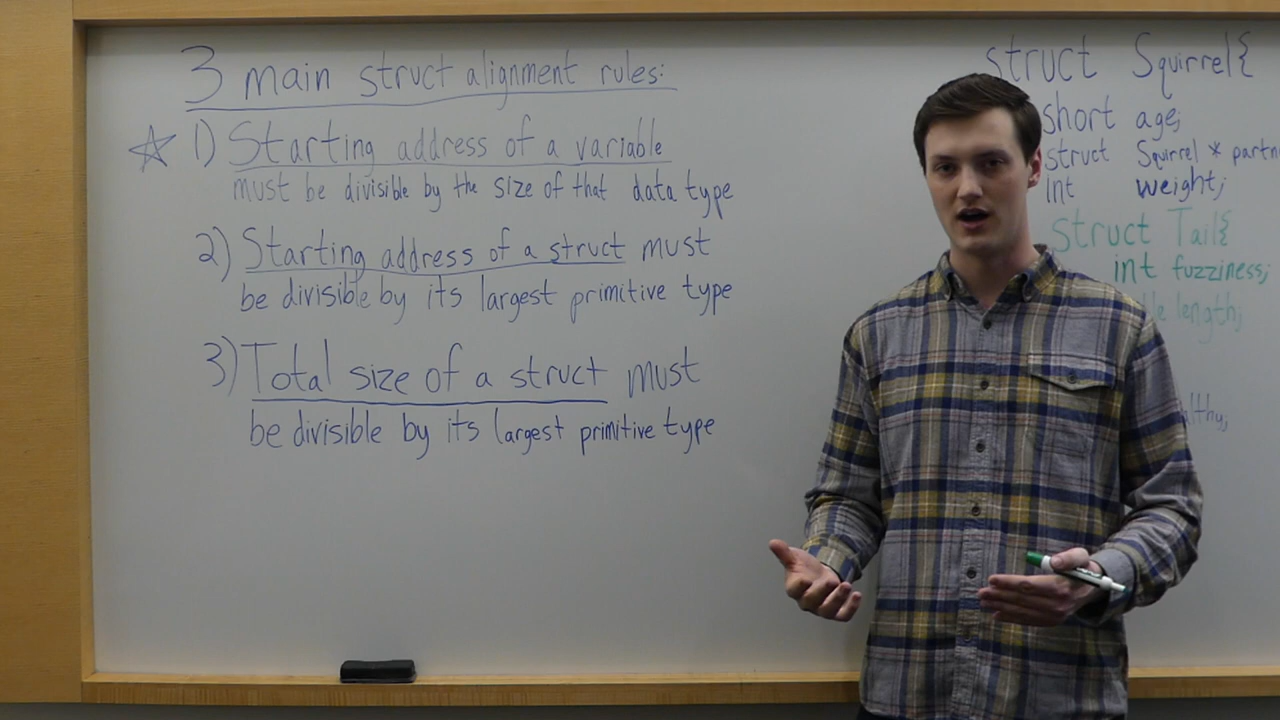 3 main struct alignment rules:
1) Starting address of a variable
must be divisible by the size of that data type
2) Starting address of a struct must
be divisible by its largest primitive type
3) Total size of a struct must
be divisible by its largest primitive type
struct Squirrel{
short age;
struct Squirrel *
int weight;
struct Tail{
int fuzziness;
length;